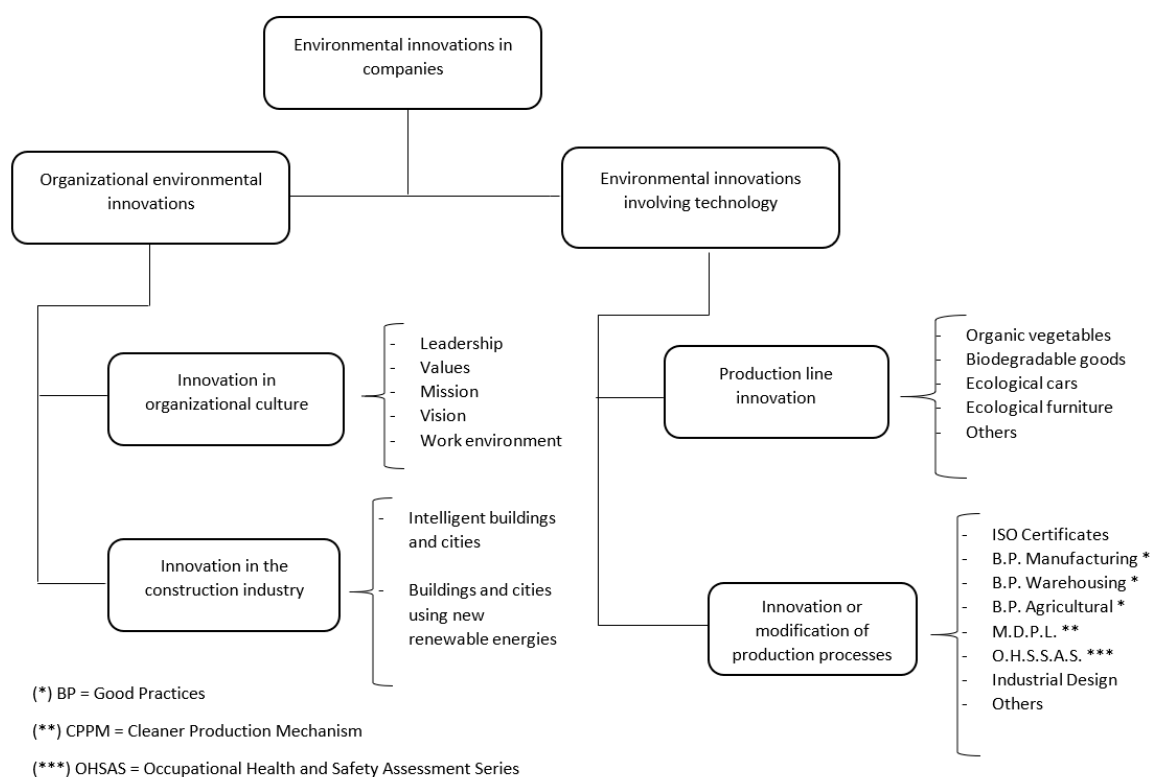 Environmental innovations in
companies
Organizational environmental
innovations
Environmental innovations
involving technology
Innovation in
organizational culture
- Leadership
- Values
- Mission
- Vision
- Work environment
Innovation in the
construction industry
- Intelligent buildings
and cities
- Buildings and cities
using new
renewable energies
Production line
innovation
- Organic vegetables
- Biodegradable goods
- Ecological cars
- Ecological furniture
- Others
Innovation or
modification of
production processes
- ISO Certificates
- B.P. Manufacturing *
- B.P. Warehousing *
- B.P. Agricultural *
- M.D.P.L. **
- O.H.S.S.A.S. ***
- Industrial Design
- Others
(*) BP = Good Practices
(**) CPPM = Cleaner Production Mechanism
(***) OHSAS = Occupational Health and Safety Assessment Series